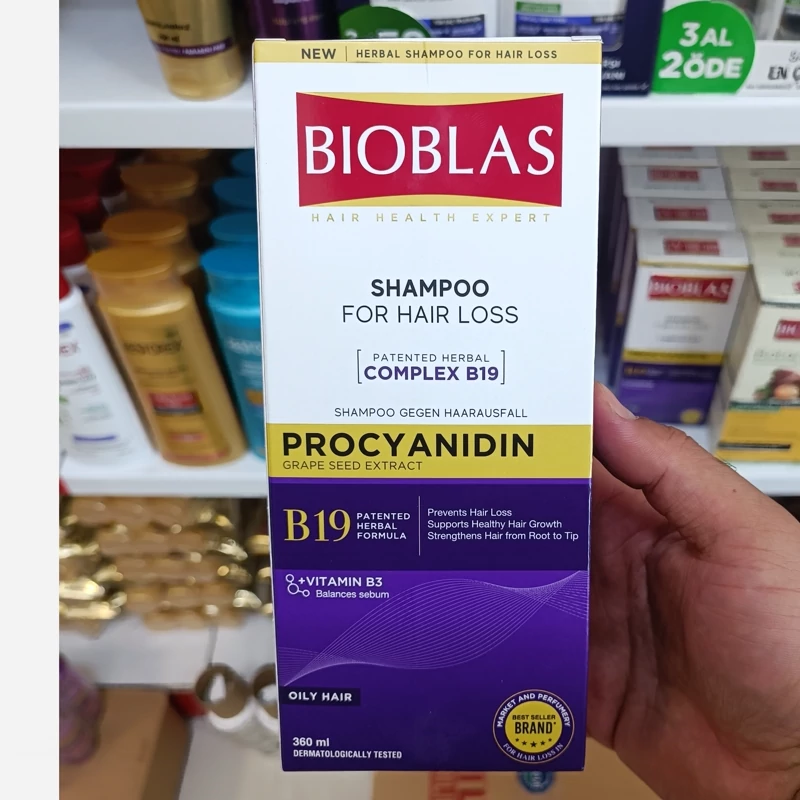 3 AL
2 ÖDE
NEW | HERBAL SHAMPOO FOR HAIR LOSS
BIOBLAS
HAIR HEALTH EXPERT
SHAMPOO
FOR HAIR LOSS
[PATENTED HERBAL
COMPLEX B19]
SHAMPOO GEGEN HAARAUSFALL
PROCYANIDIN
GRAPE SEED EXTRACT
B19
PATENTED
HERBAL
FORMULA
Prevents Hair Loss
Supports Healthy Hair Growth
Strengthens Hair from Root to Tip
+VITAMIN B3
Balances sebum
OILY HAIR
360 ml
DERMATOLOGICALLY TESTED
MARKET AND PERFUMERY
BEST SELLER
BRAND*
FOR HAIR LOSS IN
BIOBLAS